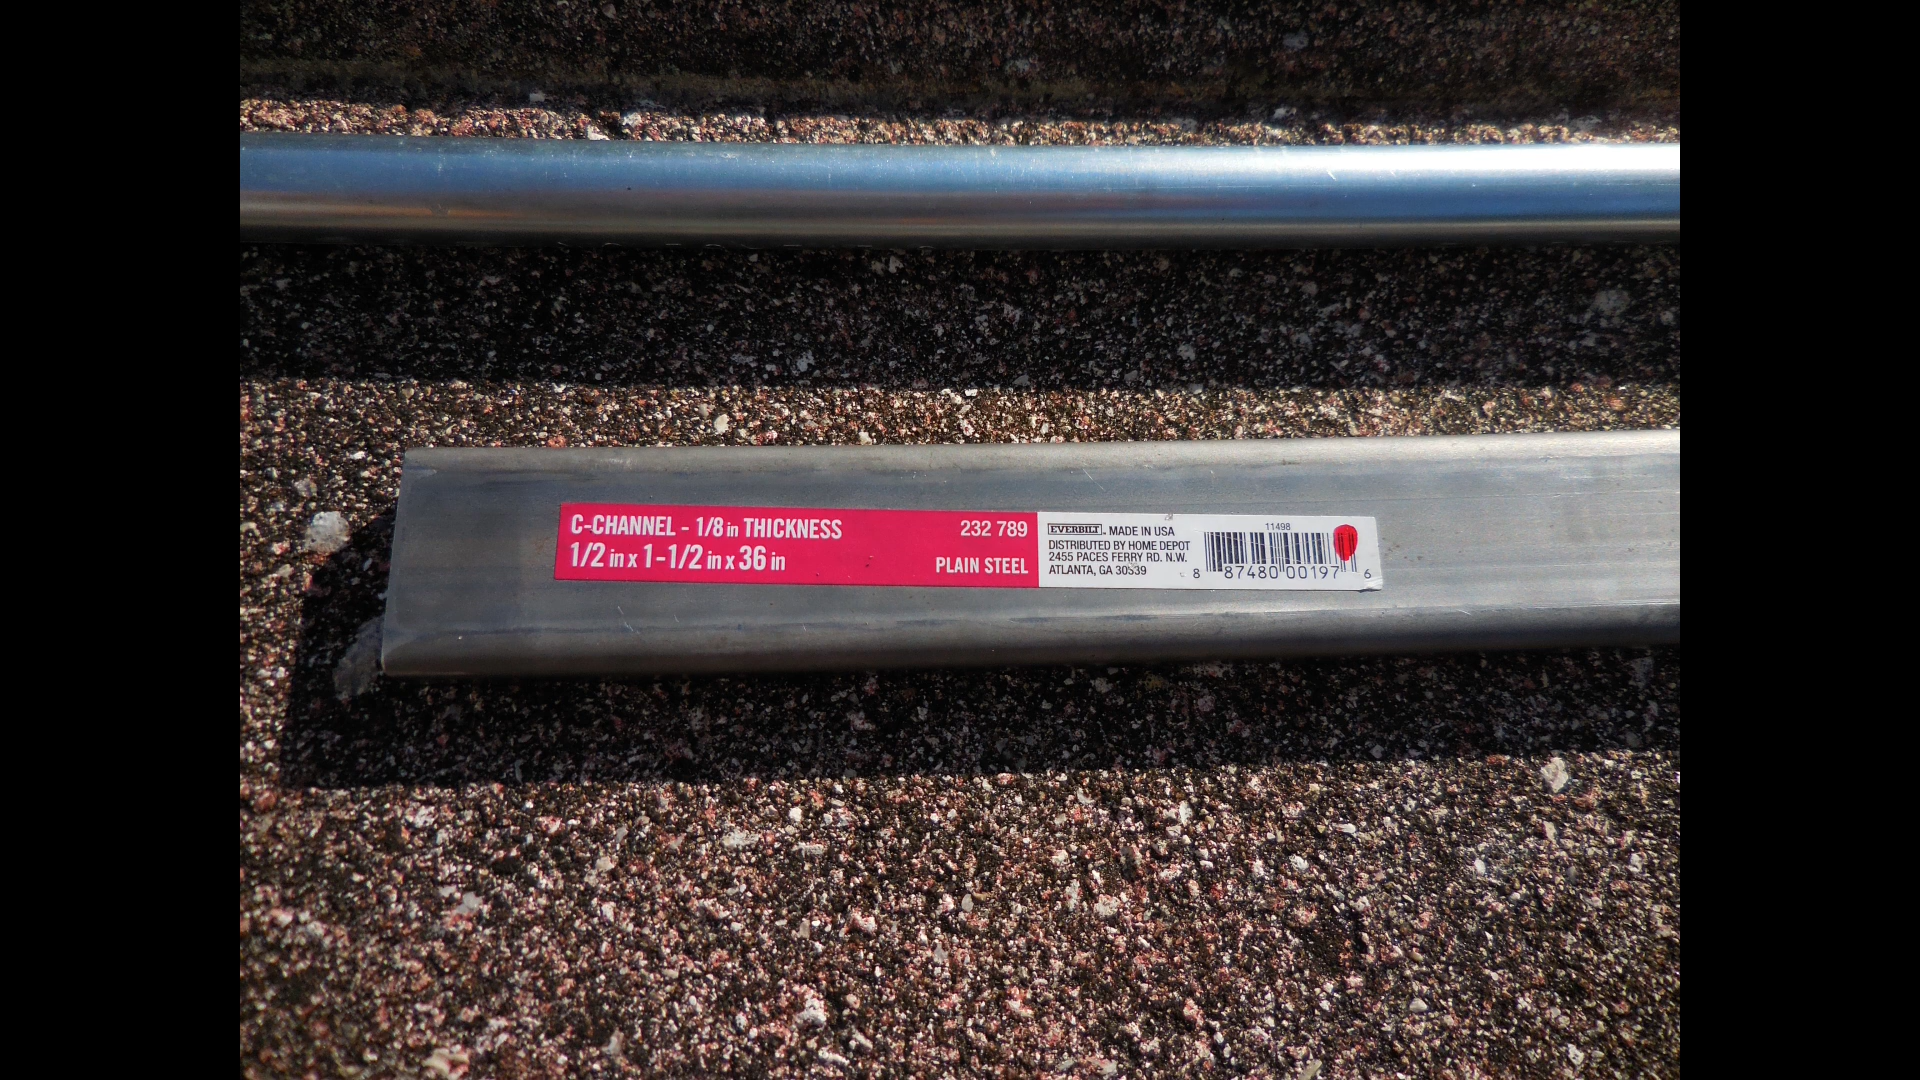 C-CHANNEL - 1/8 in THICKNESS
1/2 in x 1-1/2 in x 36 in
232 789
PLAIN STEEL
EVERBILT. MADE IN USA
DISTRIBUTED BY HOME DEPOT
2455 PACES FERRY RD. N.W.
ATLANTA, GA 30339
11498
8 87480 00197 6